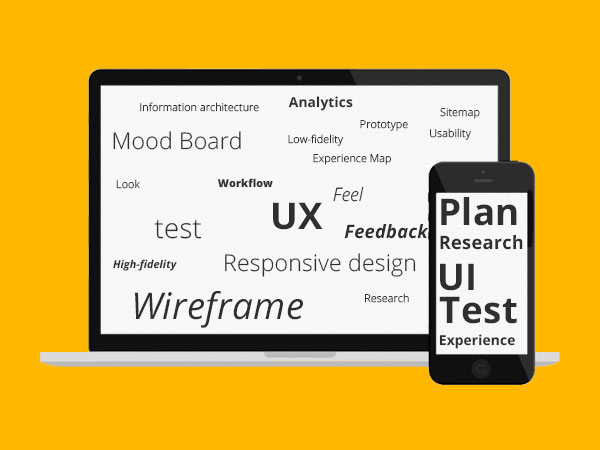 Information architecture
Analytics
Sitemap
Prototype
Mood Board
Low-fidelity
Usability
Experience Map
Look
Workflow
Feel
UX
test
Feedback
High-fidelity
Responsive design
Wireframe
Research
Plan
Research
UI
Test
Experience